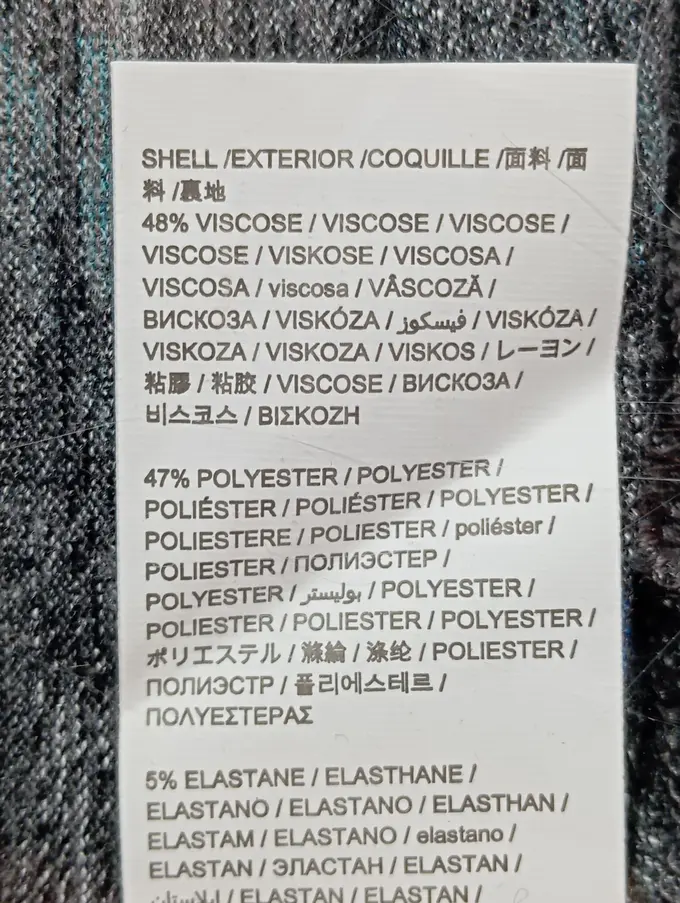 SHELL /EXTERIOR /COQUILLE /面料 /面
料 /裏地
48% VISCOSE / VISCOSE / VISCOSE /
VISCOSE / VISKOSE / VISCOSA /
VISCOSA / viscosa / VÂSCOZĂ /
ВИСКОЗА / VISKÓZA / فيسكوز / VISKÓZA /
VISKOZA / VISKOZA / VISKOS / レーヨン /
粘膠 / 粘胶 / VISCOSE / ВИСКОЗА /
비스코스 / ΒΙΣΚΟΖΗ
47% POLYESTER / POLYESTER /
POLIÉSTER / POLIÉSTER / POLYESTER /
POLIESTERE / POLIESTER / poliéster /
POLIESTER / ПОЛИЭСТЕР /
POLYESTER / بوليستر / POLYESTER /
POLIESTER / POLIESTER / POLYESTER /
ポリエステル / 滌綸 / 涤纶 / POLIESTER /
ПОЛИЭСТР / 폴리에스테르 /
ΠΟΛΥΕΣΤΕΡΑΣ
5% ELASTANE / ELASTHANE /
ELASTANO / ELASTANO / ELASTHAN /
ELASTAM / ELASTANO / elastano /
ELASTAN / ЭЛАСТАН / ELASTAN /
إيلاستان / ELASTAN / ELASTAN /